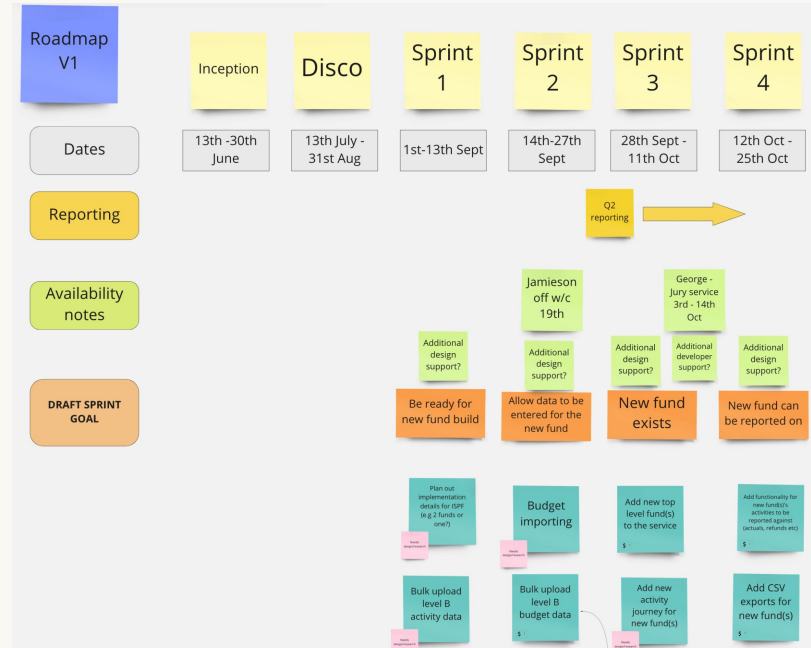 Roadmap
V1
Inception
Disco
Sprint
1
Sprint
2
Sprint
3
Sprint
4
Dates
13th -30th
June
13th July -
31st Aug
1st-13th Sept
14th-27th
Sept
28th Sept -
11th Oct
12th Oct -
25th Oct
Reporting
Q2
reporting
Availability
notes
Jamieson
off w/c
19th
George -
Jury service
3rd - 14th
Oct
Additional
design
support?
Additional
design
support?
Additional
design
support?
Additional
developer
support?
Additional
design
support?
DRAFT SPRINT
GOAL
Be ready for
new fund build
Allow data to be
entered for the
new fund
New fund
exists
New fund can
be reported on
Plan out
implementation
details for ISPF
(e.g 2 funds or
one?)
Budget
importing
Add new top
level fund(s)
to the service
$
Add functionality for
new fund(s)'s
activities to be
reported against
(actuals, refunds etc)
$
Bulk upload
level B
activity data
Bulk upload
level B
budget data
$
Add new
activity
journey for
new fund(s)
Add CSV
exports for
new fund(s)
$